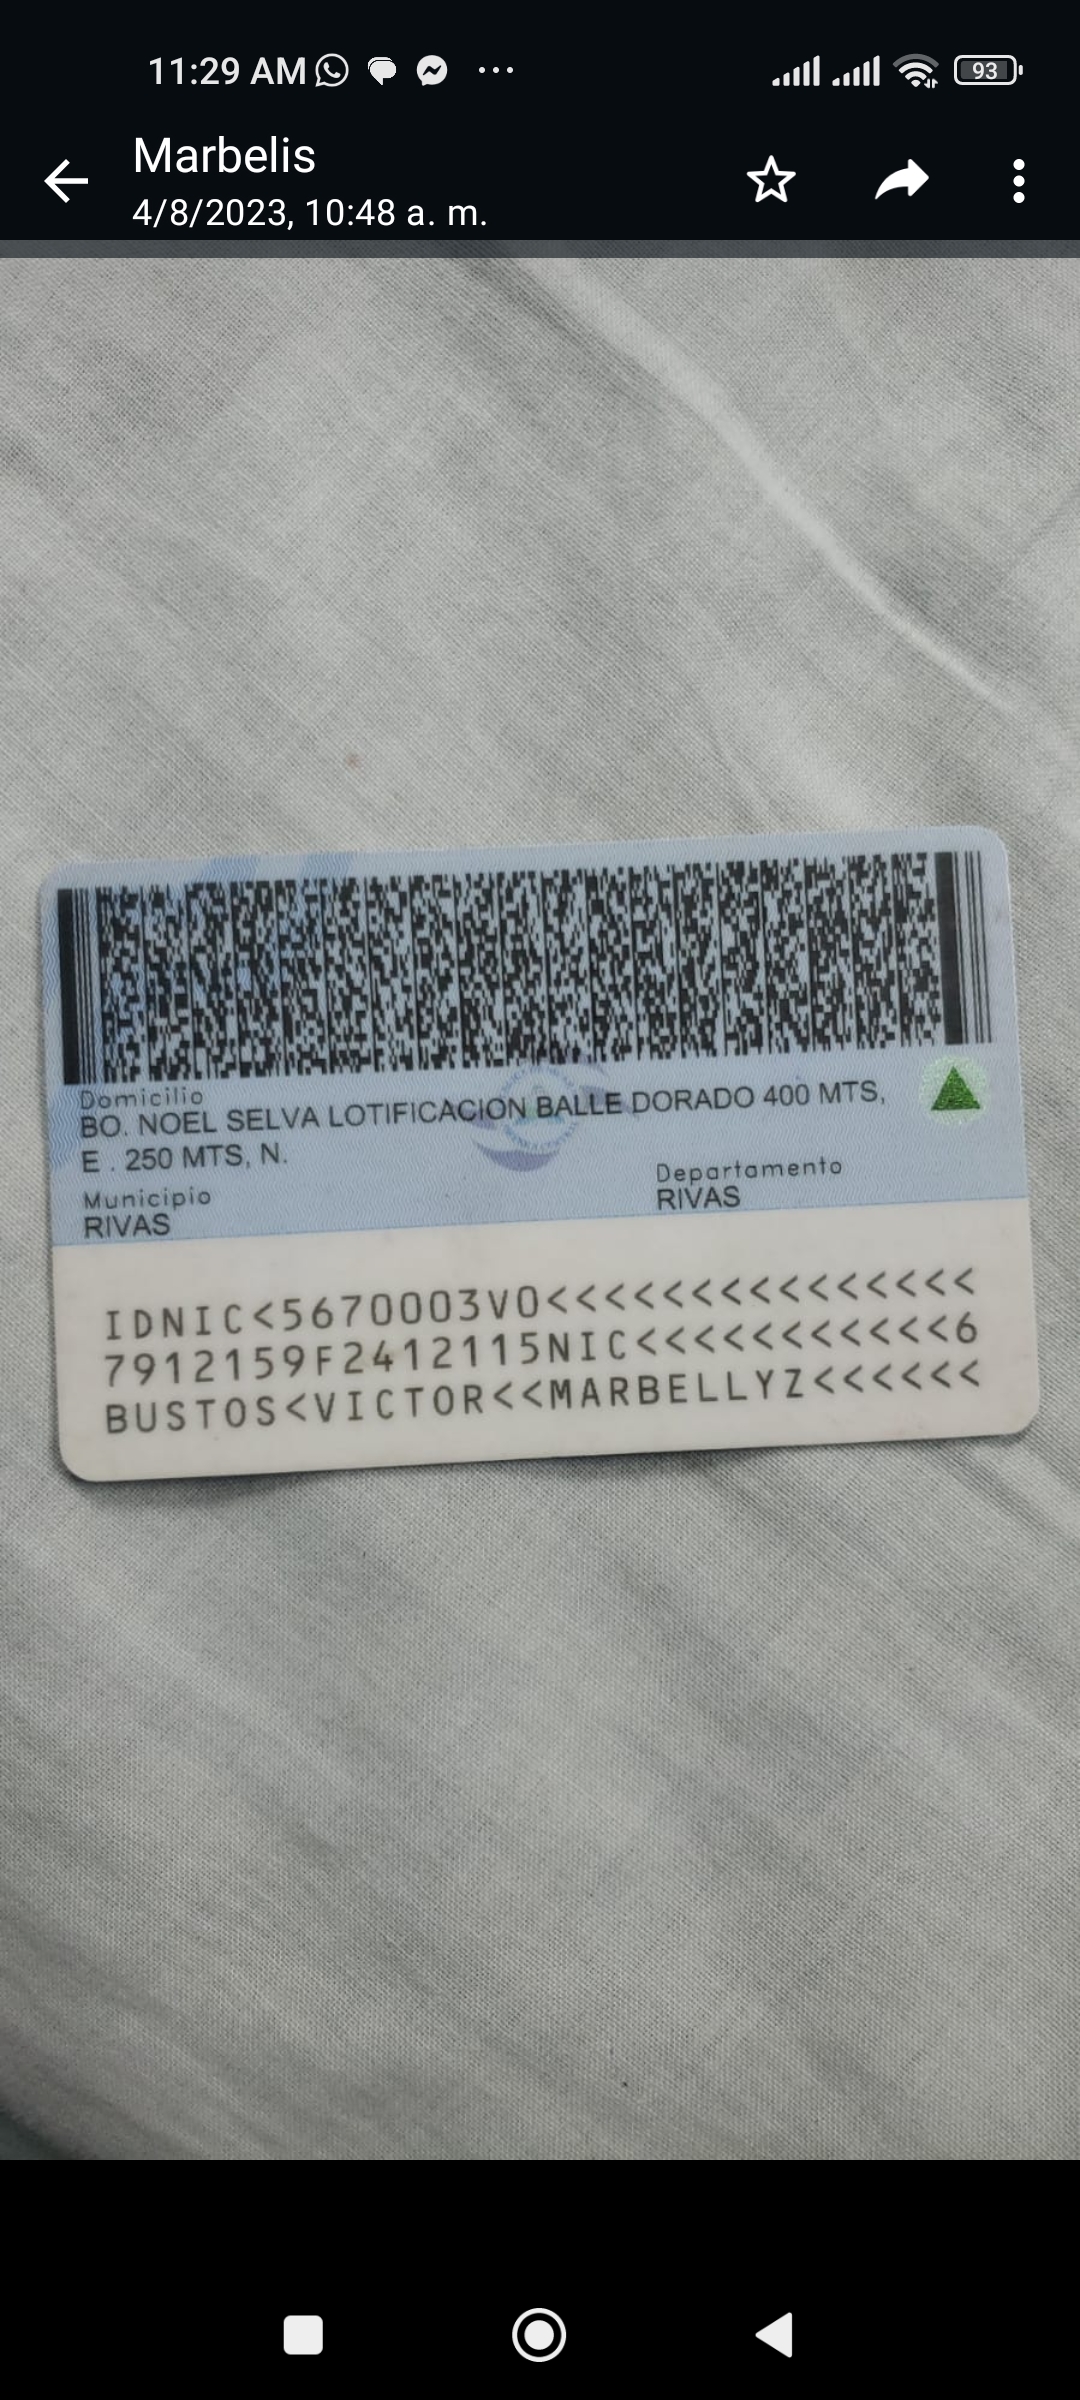 11:29 AM
93
Marbelis
4/8/2023, 10:48 a. m.
Domicilio
BO. NOEL SELVA LOTIFICACION BALLE DORADO 400 MTS,
E . 250 MTS, N.
Municipio
RIVAS
Departamento
RIVAS
IDNIC<5670003V0<<<<<<<<<<<<<<<
7912159F2412115NIC<<<<<<<<<<<6
BUSTOS<VICTOR<<MARBELLYZ<<<<<<